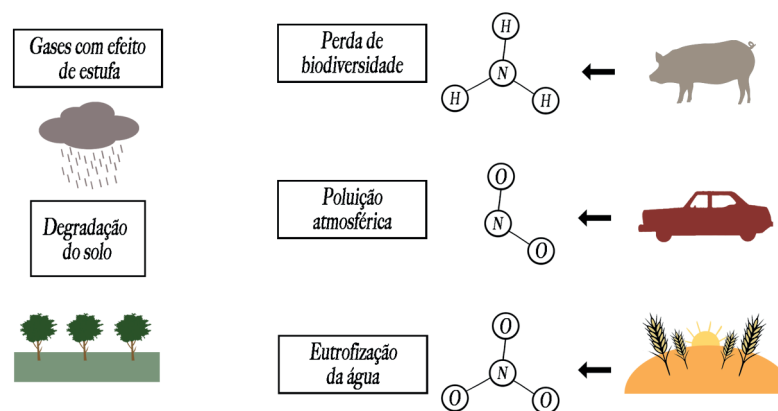 Gases com efeito
de estufa
Degradação
do solo
Perda de
biodiversidade
H
N
H
H
Poluição
atmosférica
O
N
O
Eutrofização
da água
O
N
O
O